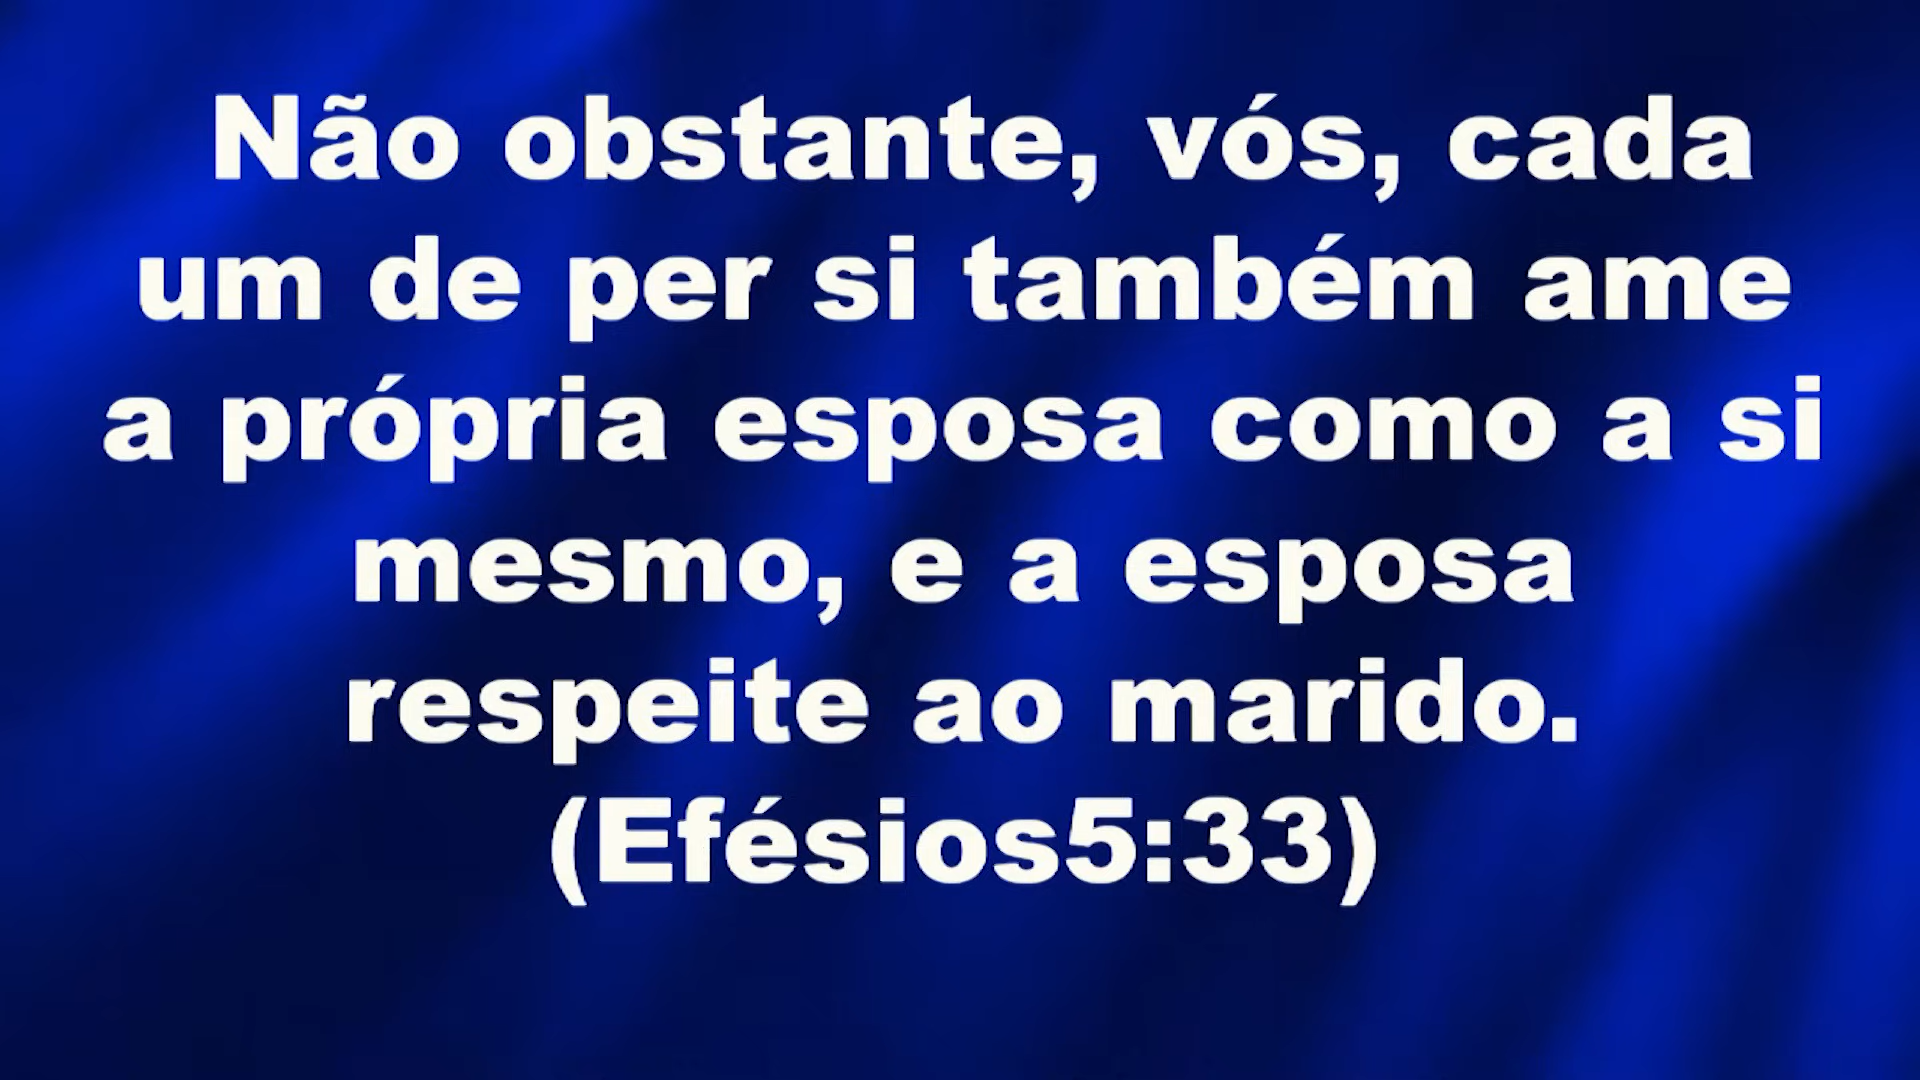 Não obstante, vós, cada
um de per si também ame
a própria esposa como a si
mesmo, e a esposa
respeite ao marido.
(Efésios5:33)